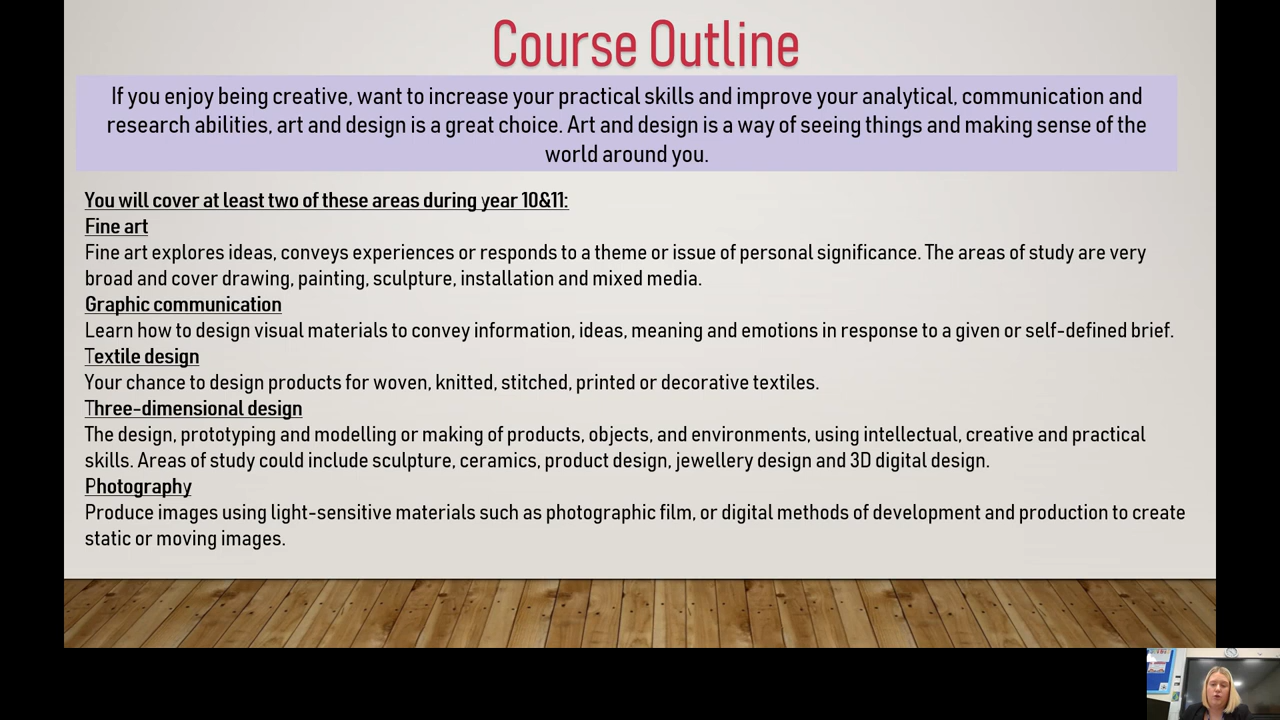 Course Outline
If you enjoy being creative, want to increase your practical skills and improve your analytical, communication and
research abilities, art and design is a great choice. Art and design is a way of seeing things and making sense of the
world around you.
You will cover at least two of these areas during year 10&11:
Fine art
Fine art explores ideas, conveys experiences or responds to a theme or issue of personal significance. The areas of study are very
broad and cover drawing, painting, sculpture, installation and mixed media.
Graphic communication
Learn how to design visual materials to convey information, ideas, meaning and emotions in response to a given or self-defined brief.
Textile design
Your chance to design products for woven, knitted, stitched, printed or decorative textiles.
Three-dimensional design
The design, prototyping and modelling or making of products, objects, and environments, using intellectual, creative and practical
skills. Areas of study could include sculpture, ceramics, product design, jewellery design and 3D digital design.
Photography
Produce images using light-sensitive materials such as photographic film, or digital methods of development and production to create
static or moving images.